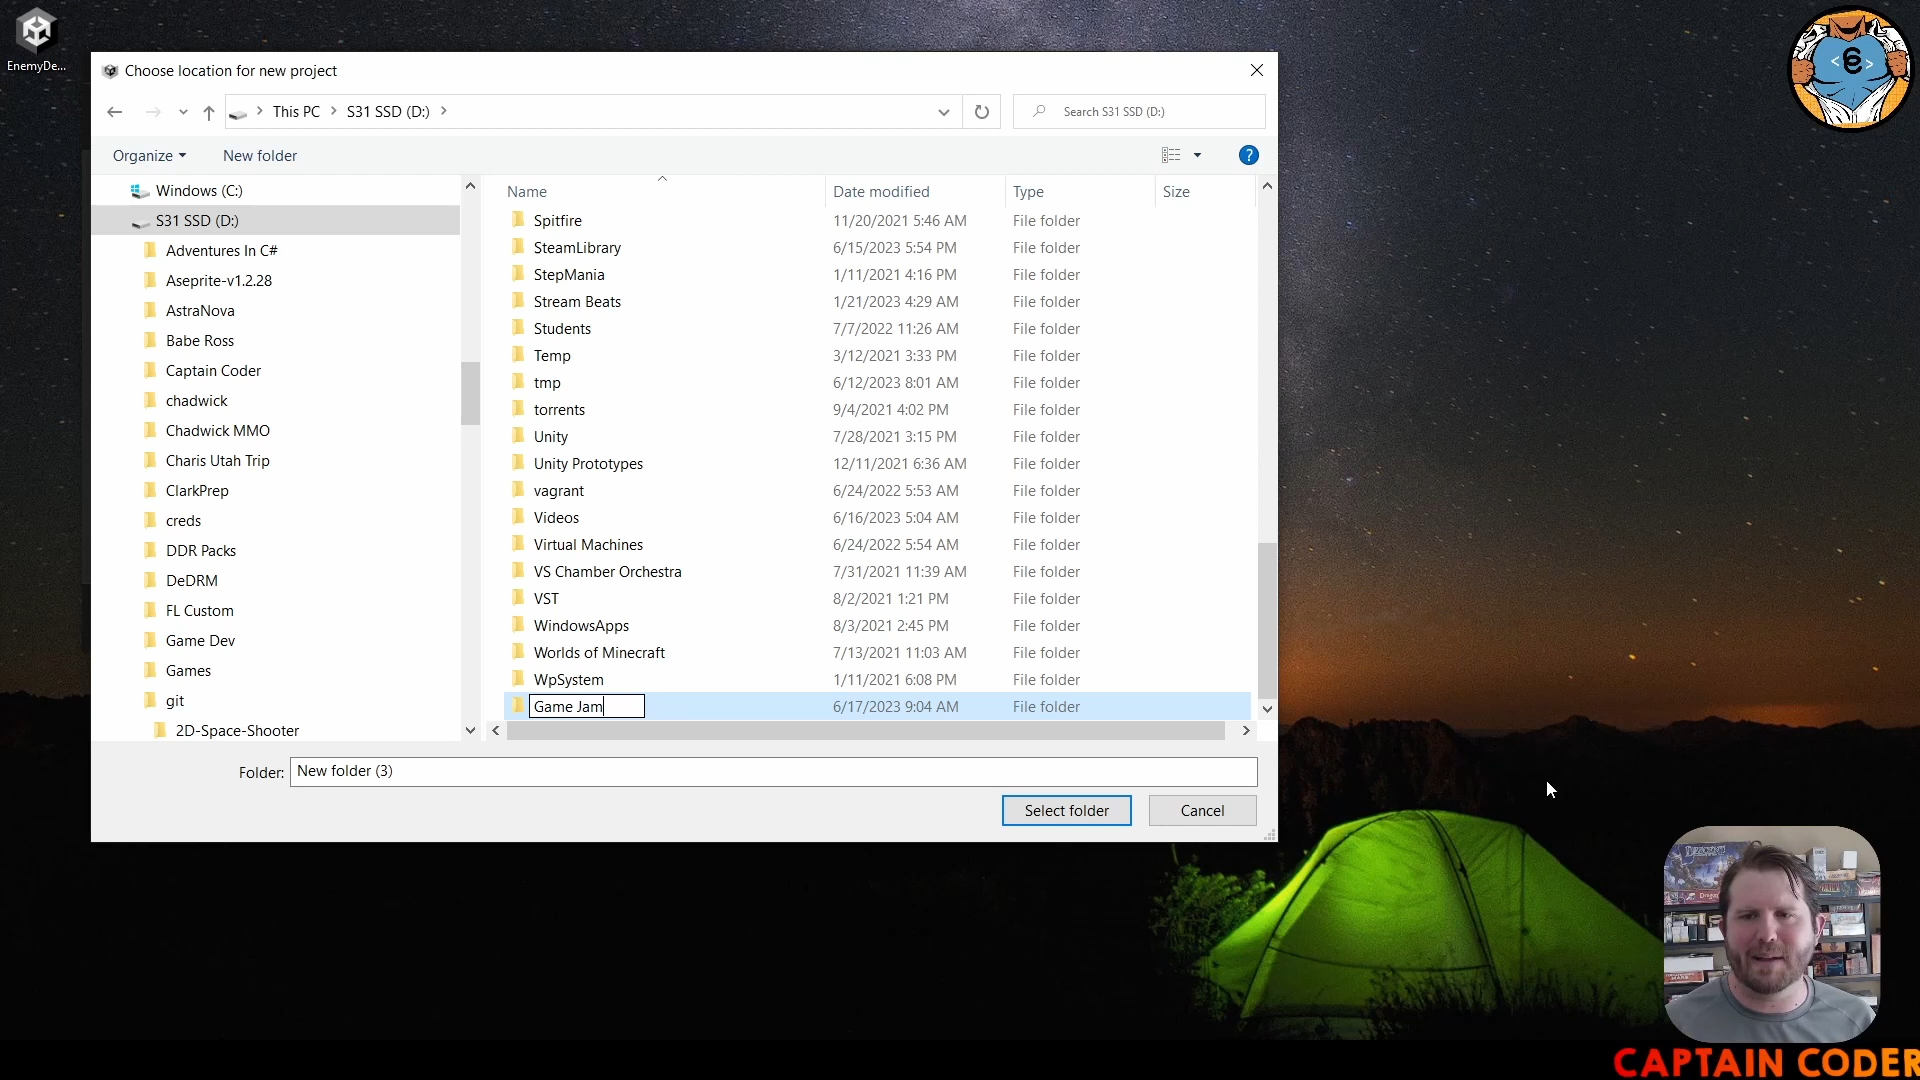 EnemyDe...
Choose location for new project
This PC S31 SSD (D:)
Search S31 SSD (D:)
Organize New folder
?
Windows (C:)
S31 SSD (D:)
Adventures In C#
Aseprite-v1.2.28
AstraNova
Babe Ross
Captain Coder
chadwick
Chadwick MMO
Charis Utah Trip
ClarkPrep
creds
DDR Packs
DeDRM
FL Custom
Game Dev
Games
git
2D-Space-Shooter
Name Date modified Type Size
Spitfire 11/20/2021 5:46 AM File folder
SteamLibrary 6/15/2023 5:54 PM File folder
StepMania 1/11/2021 4:16 PM File folder
Stream Beats 1/21/2023 4:29 AM File folder
Students 7/7/2022 11:26 AM File folder
Temp 3/12/2021 3:33 PM File folder
tmp 6/12/2023 8:01 AM File folder
torrents 9/4/2021 4:02 PM File folder
Unity 7/28/2021 3:15 PM File folder
Unity Prototypes 12/11/2021 6:36 AM File folder
vagrant 6/24/2022 5:53 AM File folder
Videos 6/16/2023 5:04 AM File folder
Virtual Machines 6/24/2022 5:54 AM File folder
VS Chamber Orchestra 7/31/2021 11:39 AM File folder
VST 8/2/2021 1:21 PM File folder
WindowsApps 8/3/2021 2:45 PM File folder
Worlds of Minecraft 7/13/2021 11:03 AM File folder
WpSystem 1/11/2021 6:08 PM File folder
Game Jam 6/17/2023 9:04 AM File folder
Folder: New folder (3)
Select folder Cancel
DESCENT
CAPTAIN CODER